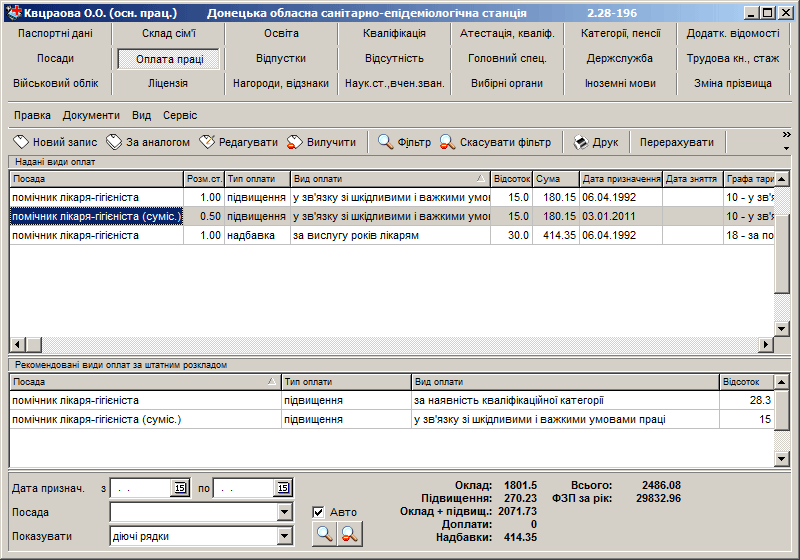 Квцраова О.О. (осн. прац.) Донецька обласна санітарно-епідеміологічна станція 2.28-196
Паспортні дані Склад сім'ї Освіта Кваліфікація Атестація, кваліф. Категорії, пенсії Додатк. відомості
Посади Оплата праці Відпустки Відсутність Головний спец. Держслужба Трудова кн., стаж
Військовий облік Ліцензія Нагороди, відзнаки Наук.ст.,вчен.зван. Вибірні органи Іноземні мови Зміна прізвища
Правка Документи Вид Сервіс
Новий запис За аналогом Редагувати Вилучити Фільтр Скасувати фільтр Друк Перерахувати »
Надані види оплат
Посада Розм.ст. Тип оплати Вид оплати Відсоток Сума Дата призначення Дата зняття Графа тари
помічник лікаря-гігієніста 1.00 підвищення у зв'язку зі шкідливими і важкими умов 15.0 180.15 06.04.1992 10 - у зв'я
помічник лікаря-гігієніста (суміс.) 0.50 підвищення у зв'язку зі шкідливими і важкими умов 15.0 180.15 03.01.2011 10 - у зв'я
помічник лікаря-гігієніста 1.00 надбавка за вислугу років лікарям 30.0 414.35 06.04.1992 18 - за по
Рекомендовані види оплат за штатним розкладом
Посада Тип оплати Вид оплати Відсоток
помічник лікаря-гігієніста підвищення за наявність кваліфікаційної категорії 28.3
помічник лікаря-гігієніста (суміс.) підвищення у зв'язку зі шкідливими і важкими умовами праці 15
Дата признач. з . . 15 по . . 15
Посада Авто
Показувати діючі рядки
Оклад: 1801.5 Всього: 2486.08
Підвищення: 270.23 ФЗП за рік: 29832.96
Оклад + підвищ.: 2071.73
Доплати: 0
Надбавки: 414.35